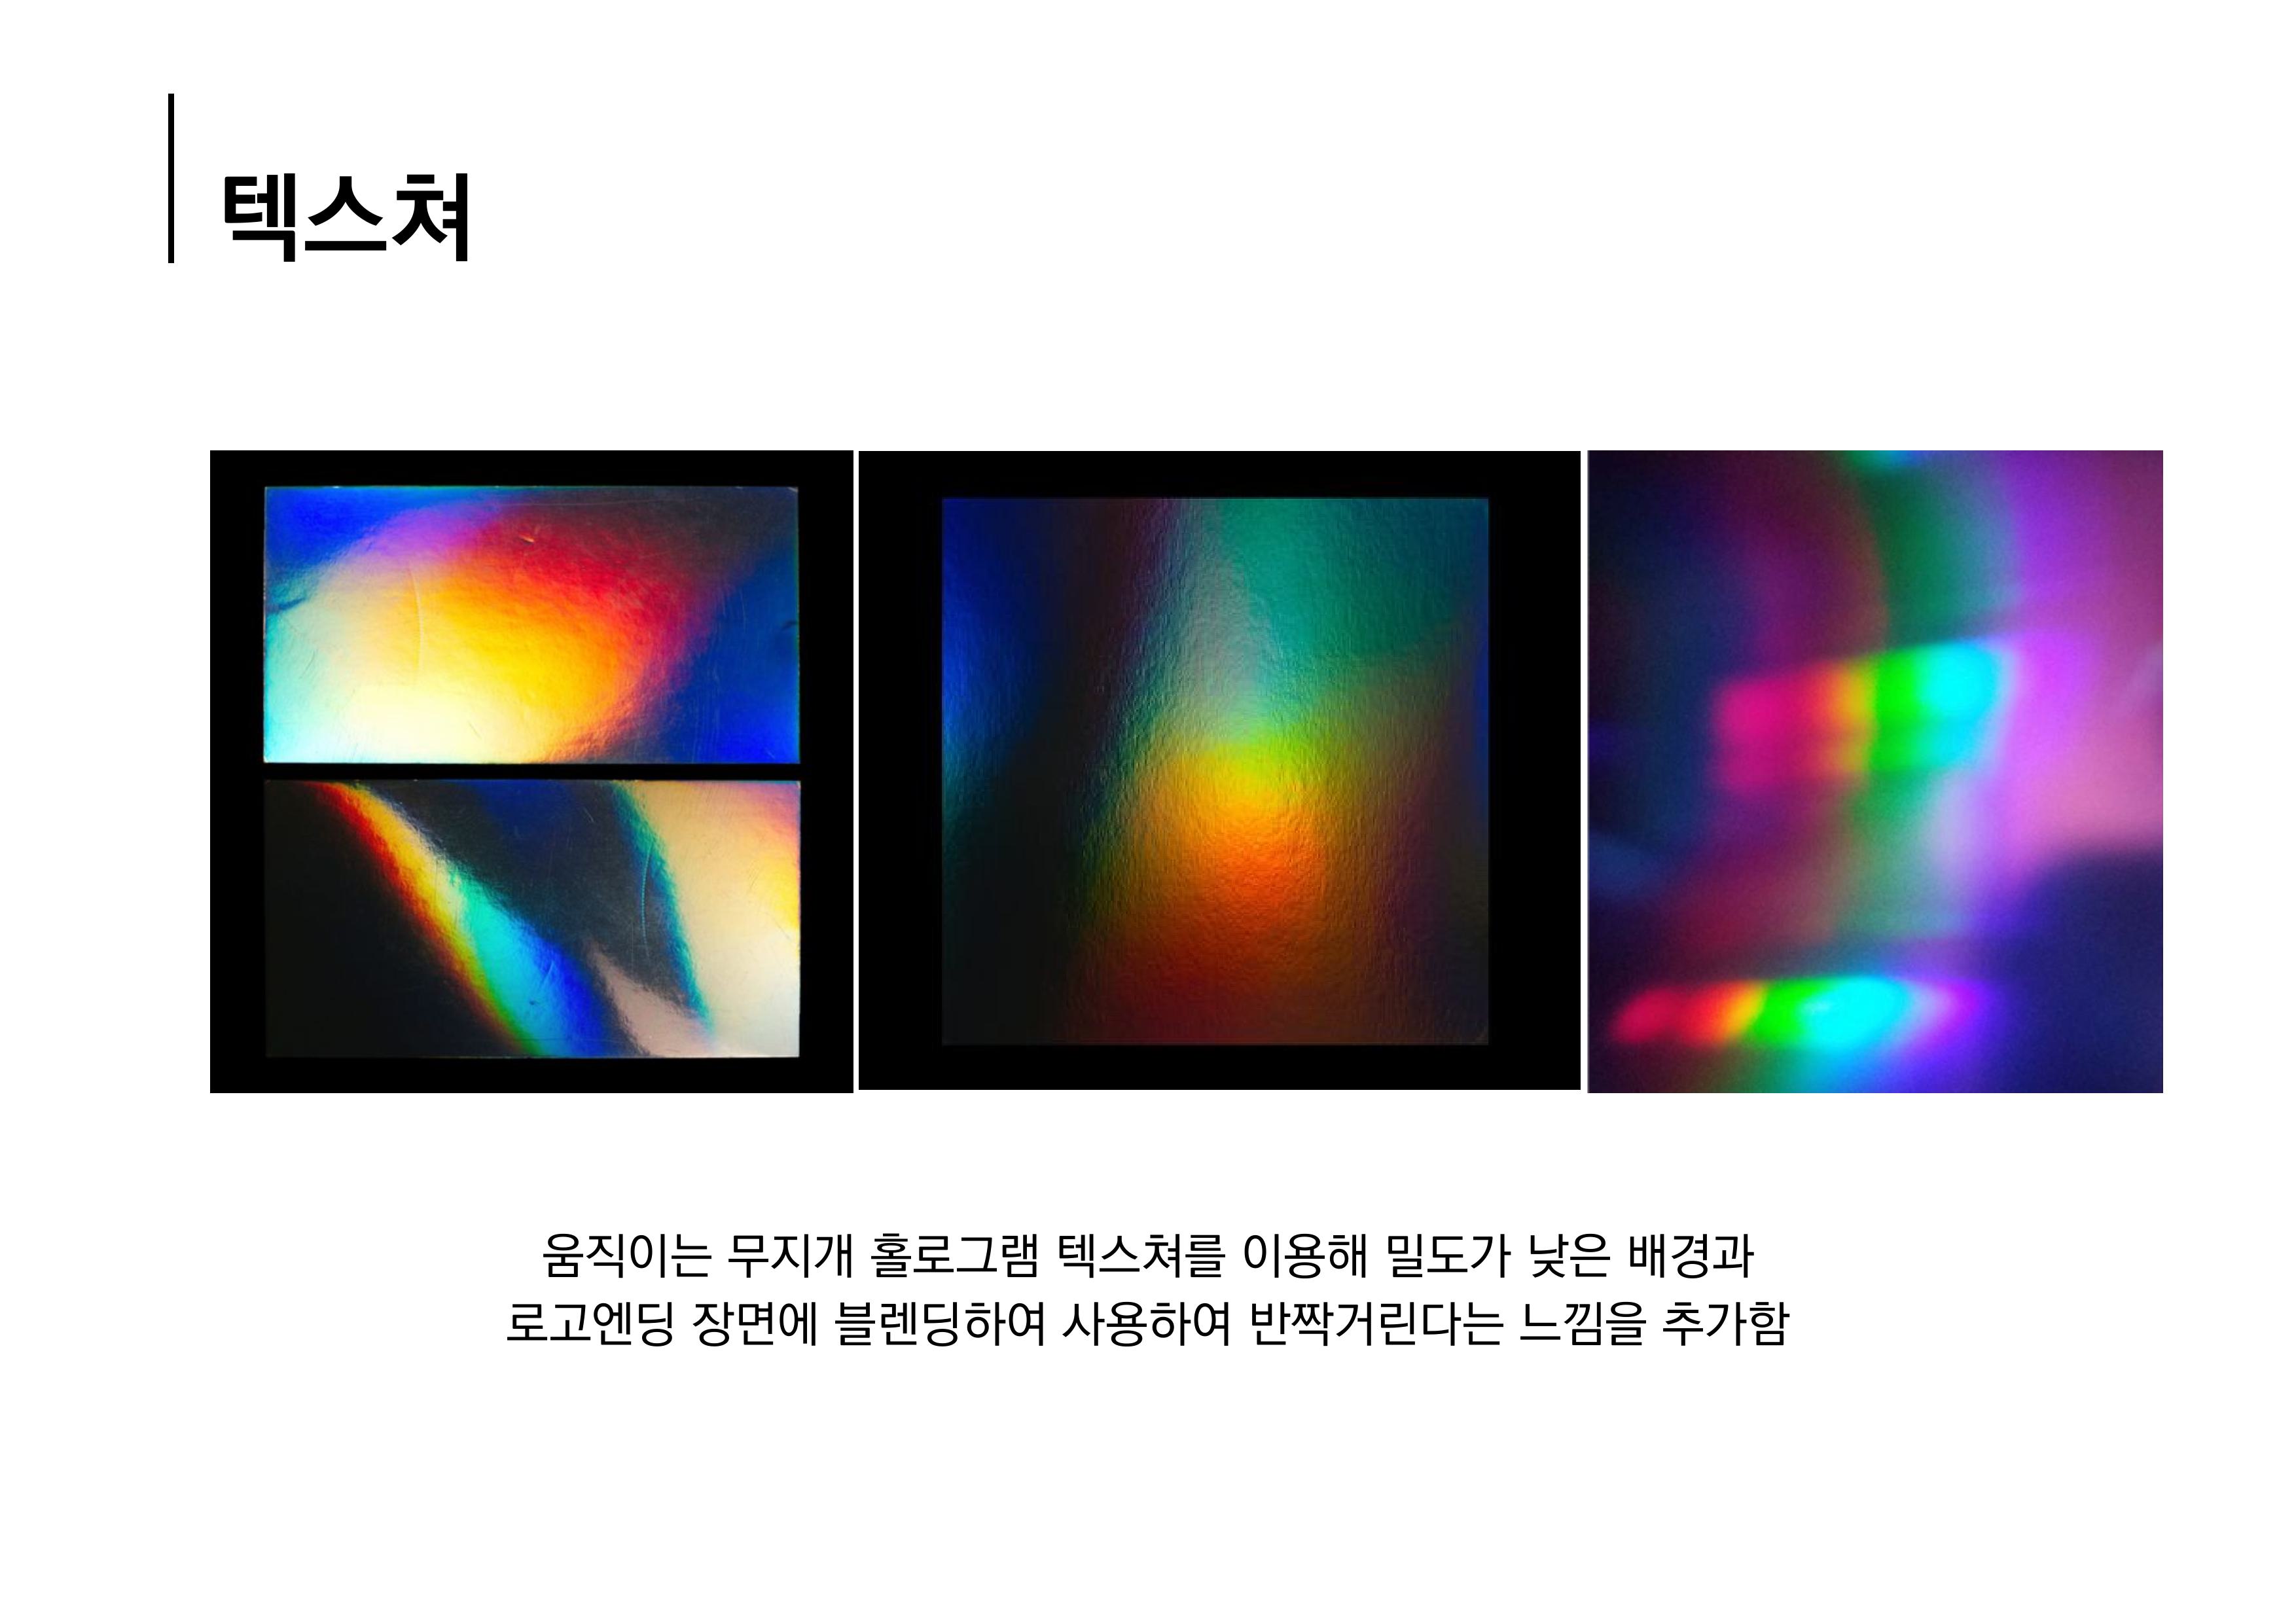 텍스쳐
움직이는 무지개 홀로그램 텍스쳐를 이용해 밀도가 낮은 배경과
로고엔딩 장면에 블렌딩하여 사용하여 반짝거린다는 느낌을 추가함